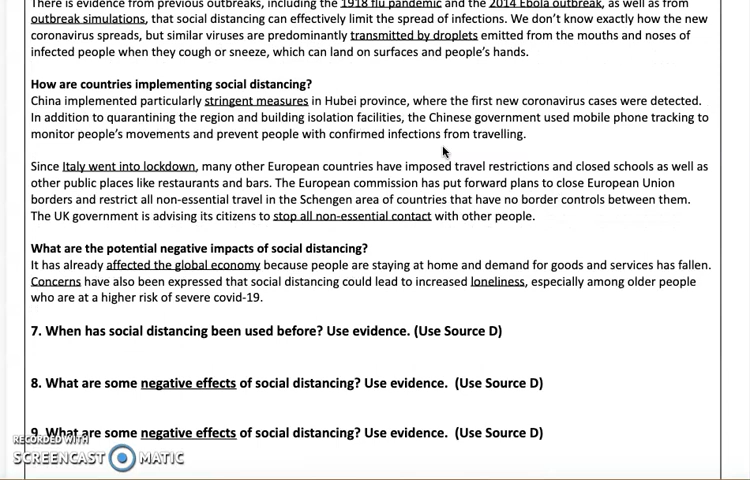 There is evidence from previous outbreaks, including the 1918 flu pandemic and the 2014 Ebola outbreak, as well as from
outbreak simulations, that social distancing can effectively limit the spread of infections. We don't know exactly how the new
coronavirus spreads, but similar viruses are predominantly transmitted by droplets emitted from the mouths and noses of
infected people when they cough or sneeze, which can land on surfaces and people's hands.
How are countries implementing social distancing?
China implemented particularly stringent measures in Hubei province, where the first new coronavirus cases were detected.
In addition to quarantining the region and building isolation facilities, the Chinese government used mobile phone tracking to
monitor people's movements and prevent people with confirmed infections from travelling.
Since Italy went into lockdown, many other European countries have imposed travel restrictions and closed schools as well as
other public places like restaurants and bars. The European commission has put forward plans to close European Union
borders and restrict all non-essential travel in the Schengen area of countries that have no border controls between them.
The UK government is advising its citizens to stop all non-essential contact with other people.
What are the potential negative impacts of social distancing?
It has already affected the global economy because people are staying at home and demand for goods and services has fallen.
Concerns have also been expressed that social distancing could lead to increased loneliness, especially among older people
who are at a higher risk of severe covid-19.
7. When has social distancing been used before? Use evidence. (Use Source D)
8. What are some negative effects of social distancing? Use evidence. (Use Source D)
9. What are some negative effects of social distancing? Use evidence. (Use Source D)
RECORDED WITH
SCREENCAST MATIC